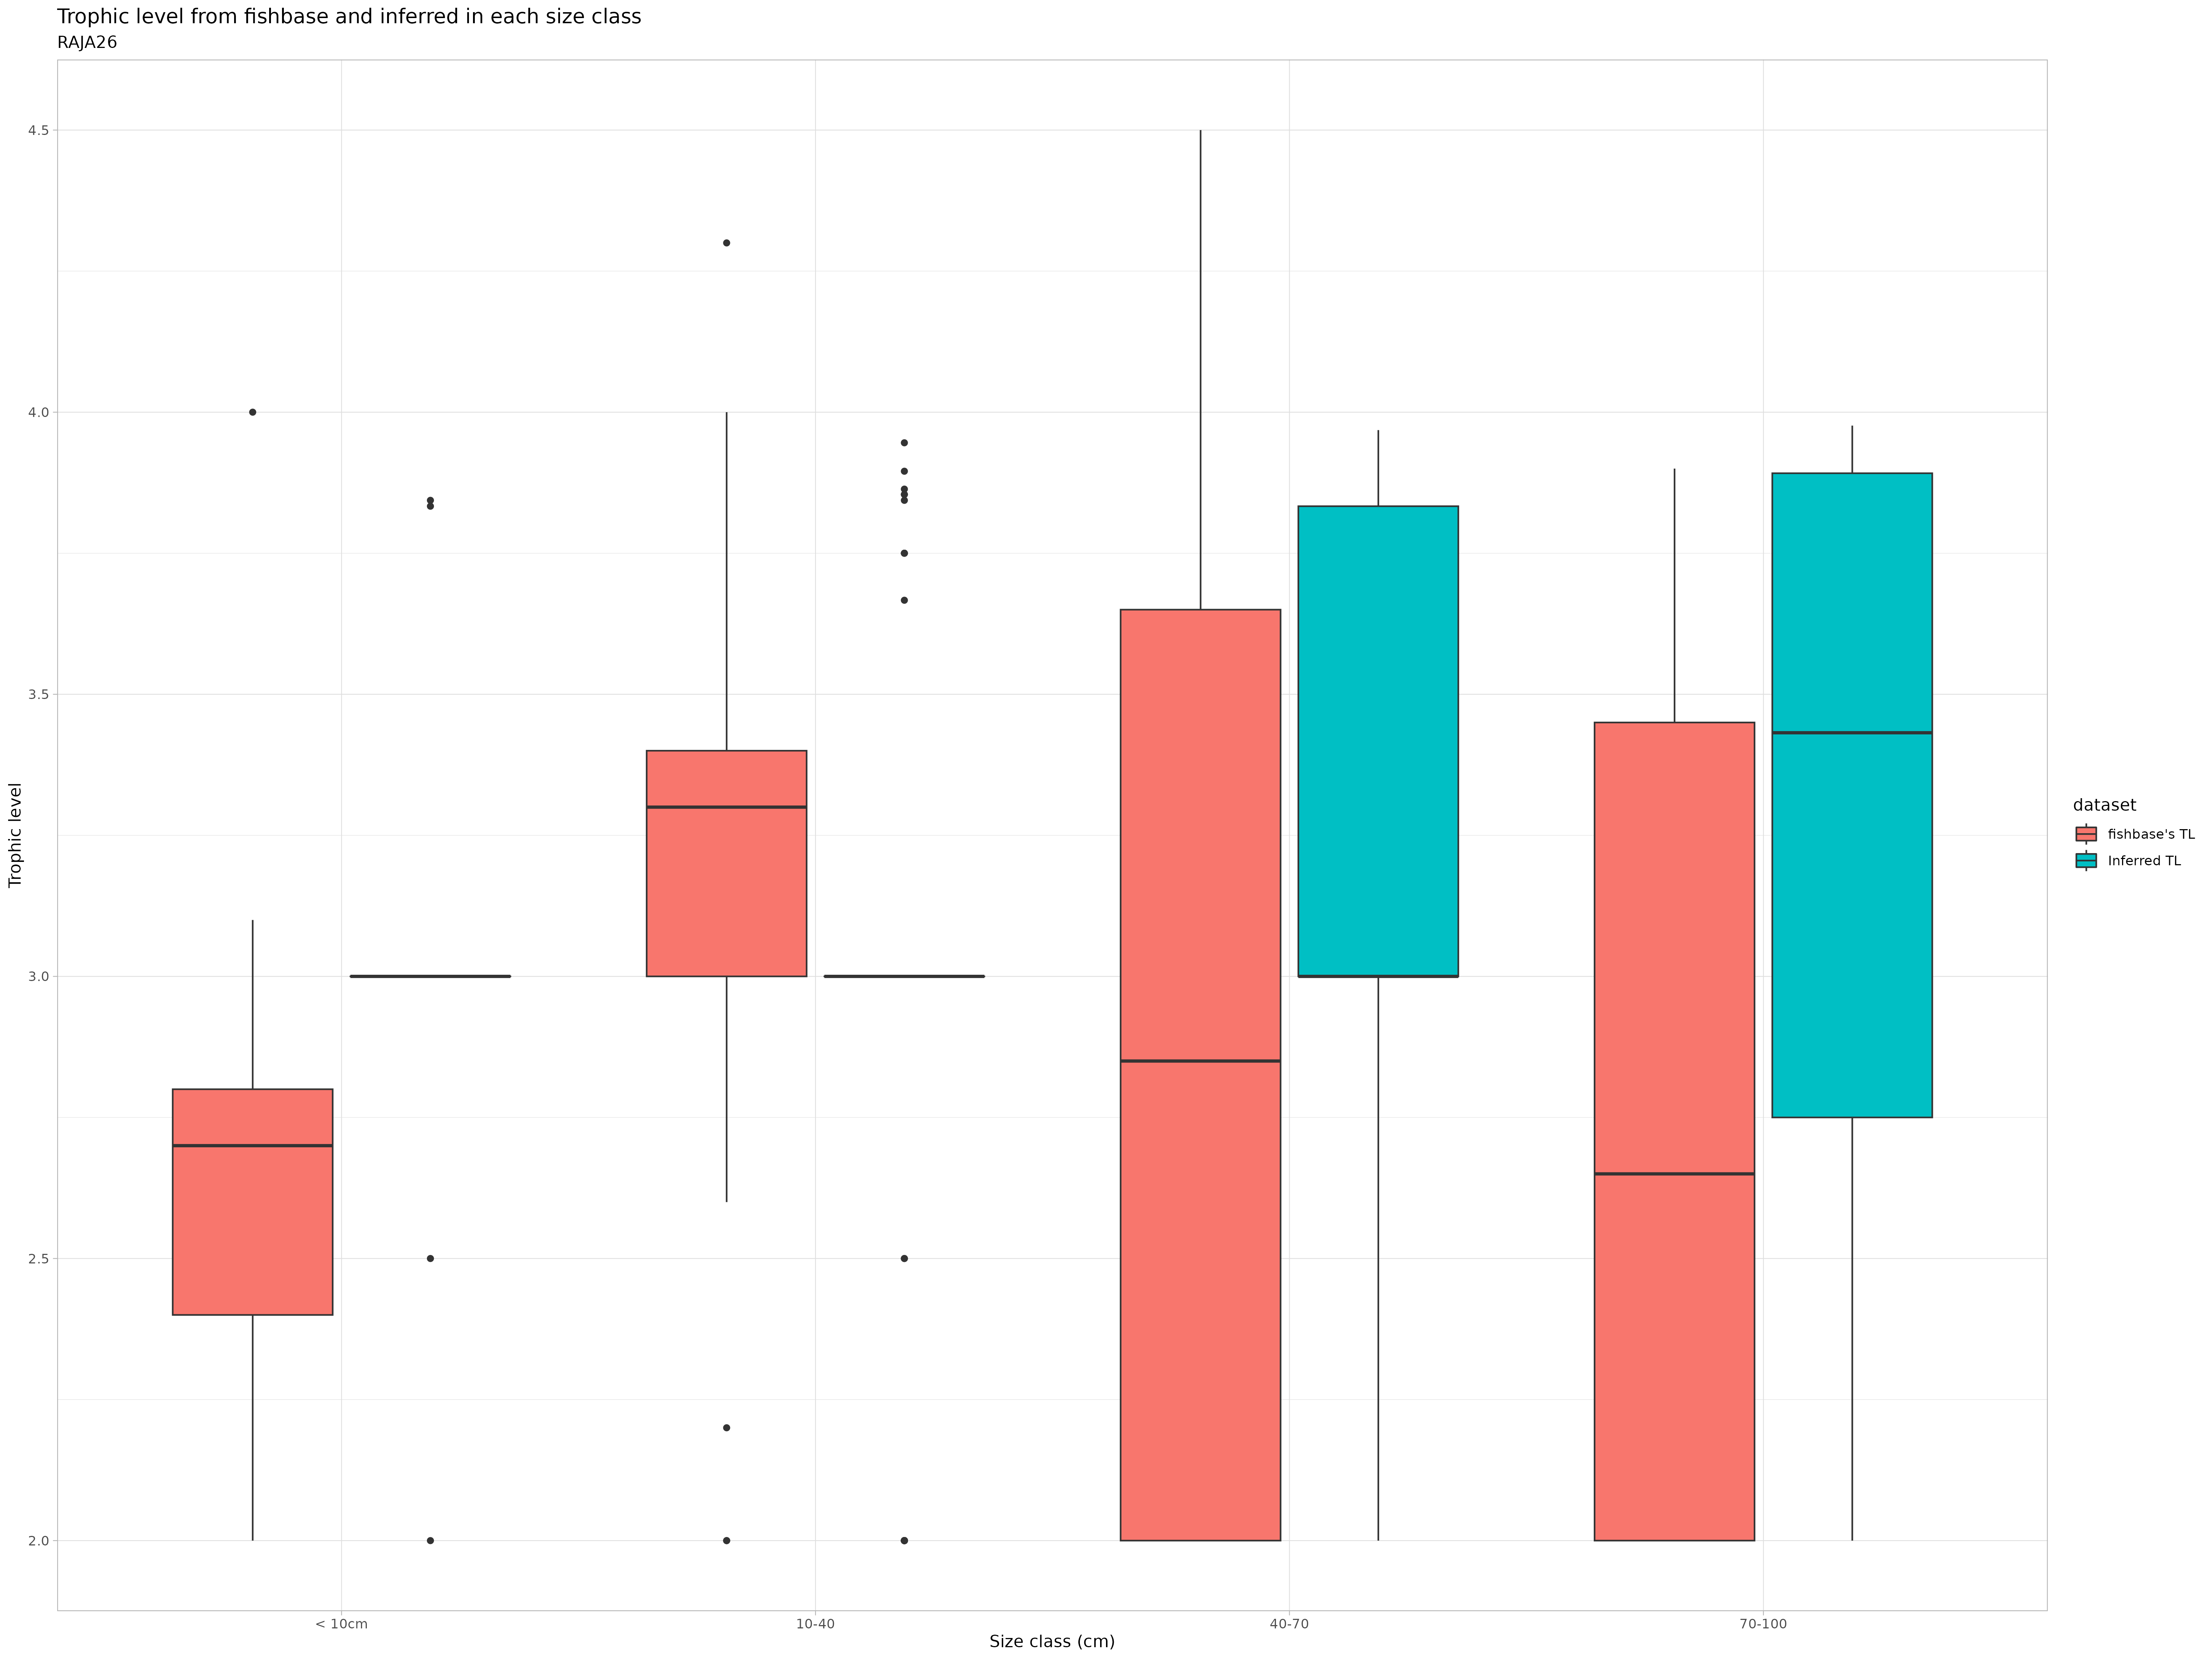 Trophic level from fishbase and inferred in each size class
RAJA26
Trophic level
4.5
4.0
3.5
3.0
2.5
2.0
< 10cm
10-40
40-70
70-100
Size class (cm)
dataset
fishbase's TL
Inferred TL